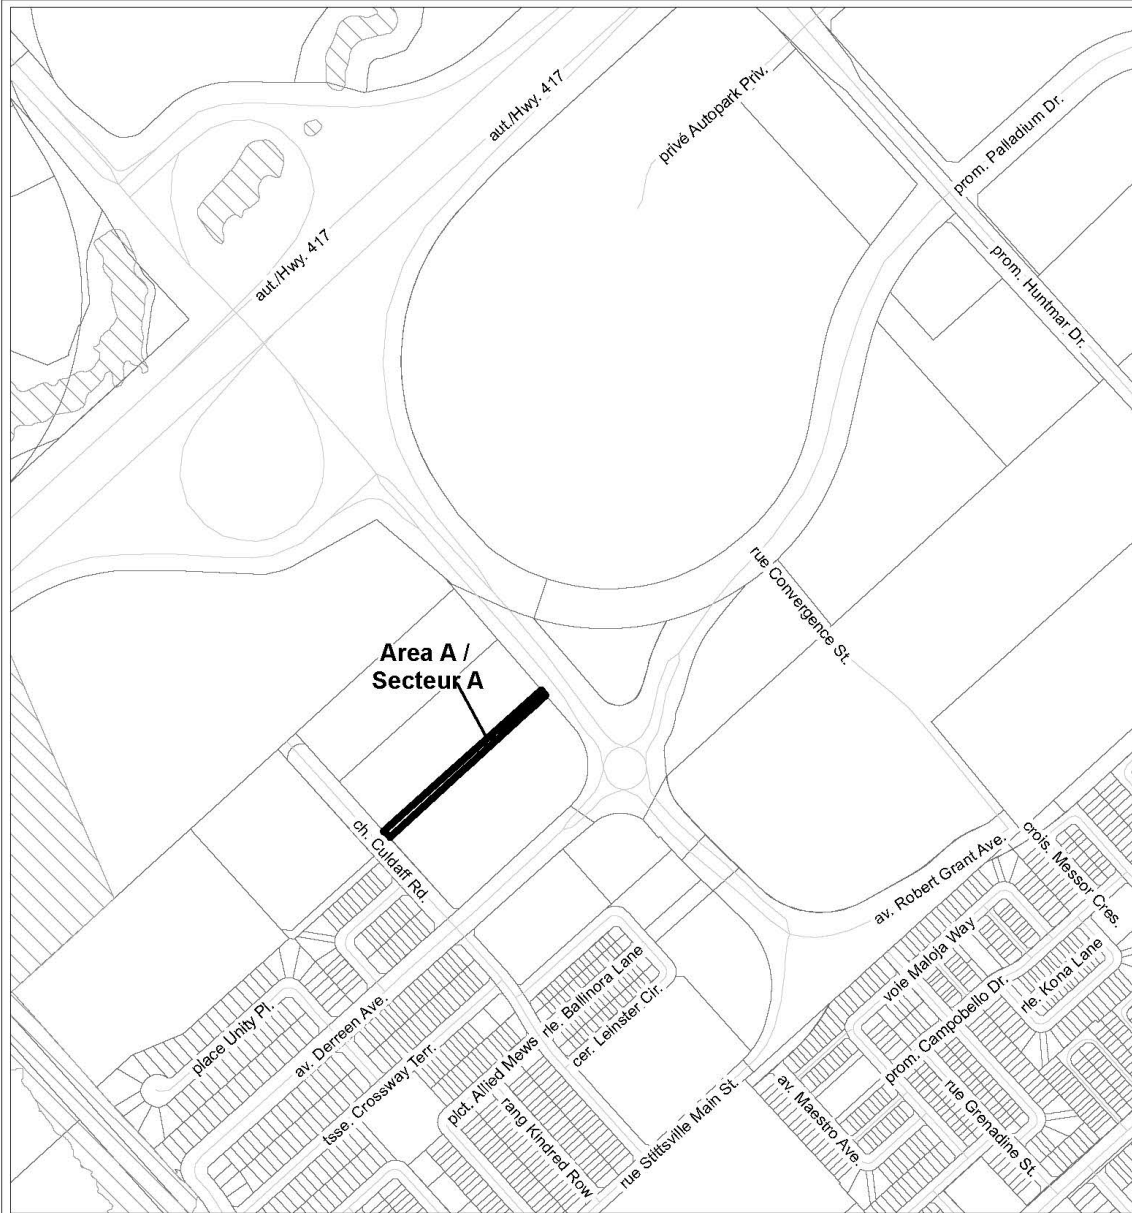 aut./Hwy. 417
privé Autopark Priv.
prom. Palladium Dr.
aut./Hwy. 417
prom. Huntmar Dr.
rue Convergence St.
Area A /
Secteur A
ch. Culdaff Rd.
av. Robert Grant Ave.
crois. Messor Cres.
voie Maloja Way
rle. Kona Lane
prom. Campobello Dr.
rle. Ballinora Lane
cer. Leinster Cir.
place Unity Pl.
av. Derreen Ave.
tsse. Crossway Terr.
plct. Allied Mews
rang Kindred Row
rue Stittsville Main St.
av. Maestro Ave.
rue Grenadine St.